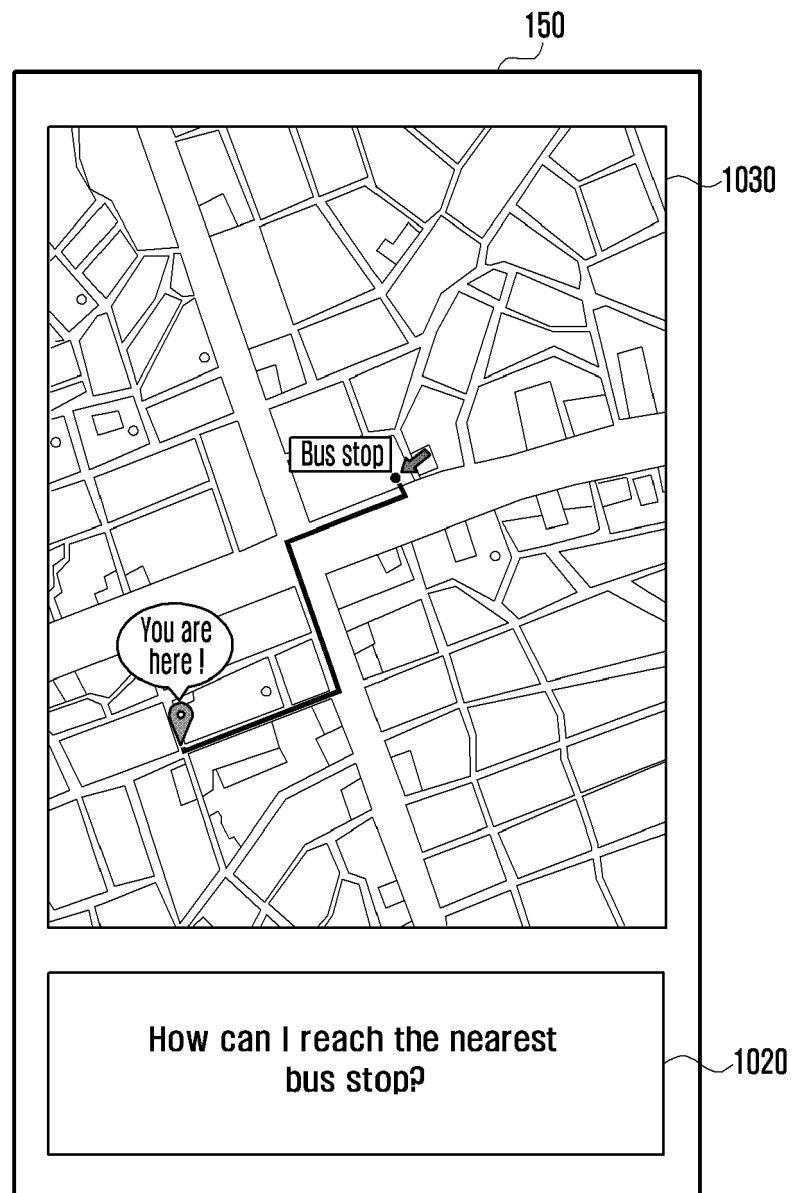 150
1030
Bus stop
You are
here !
How can I reach the nearest
bus stop?
1020